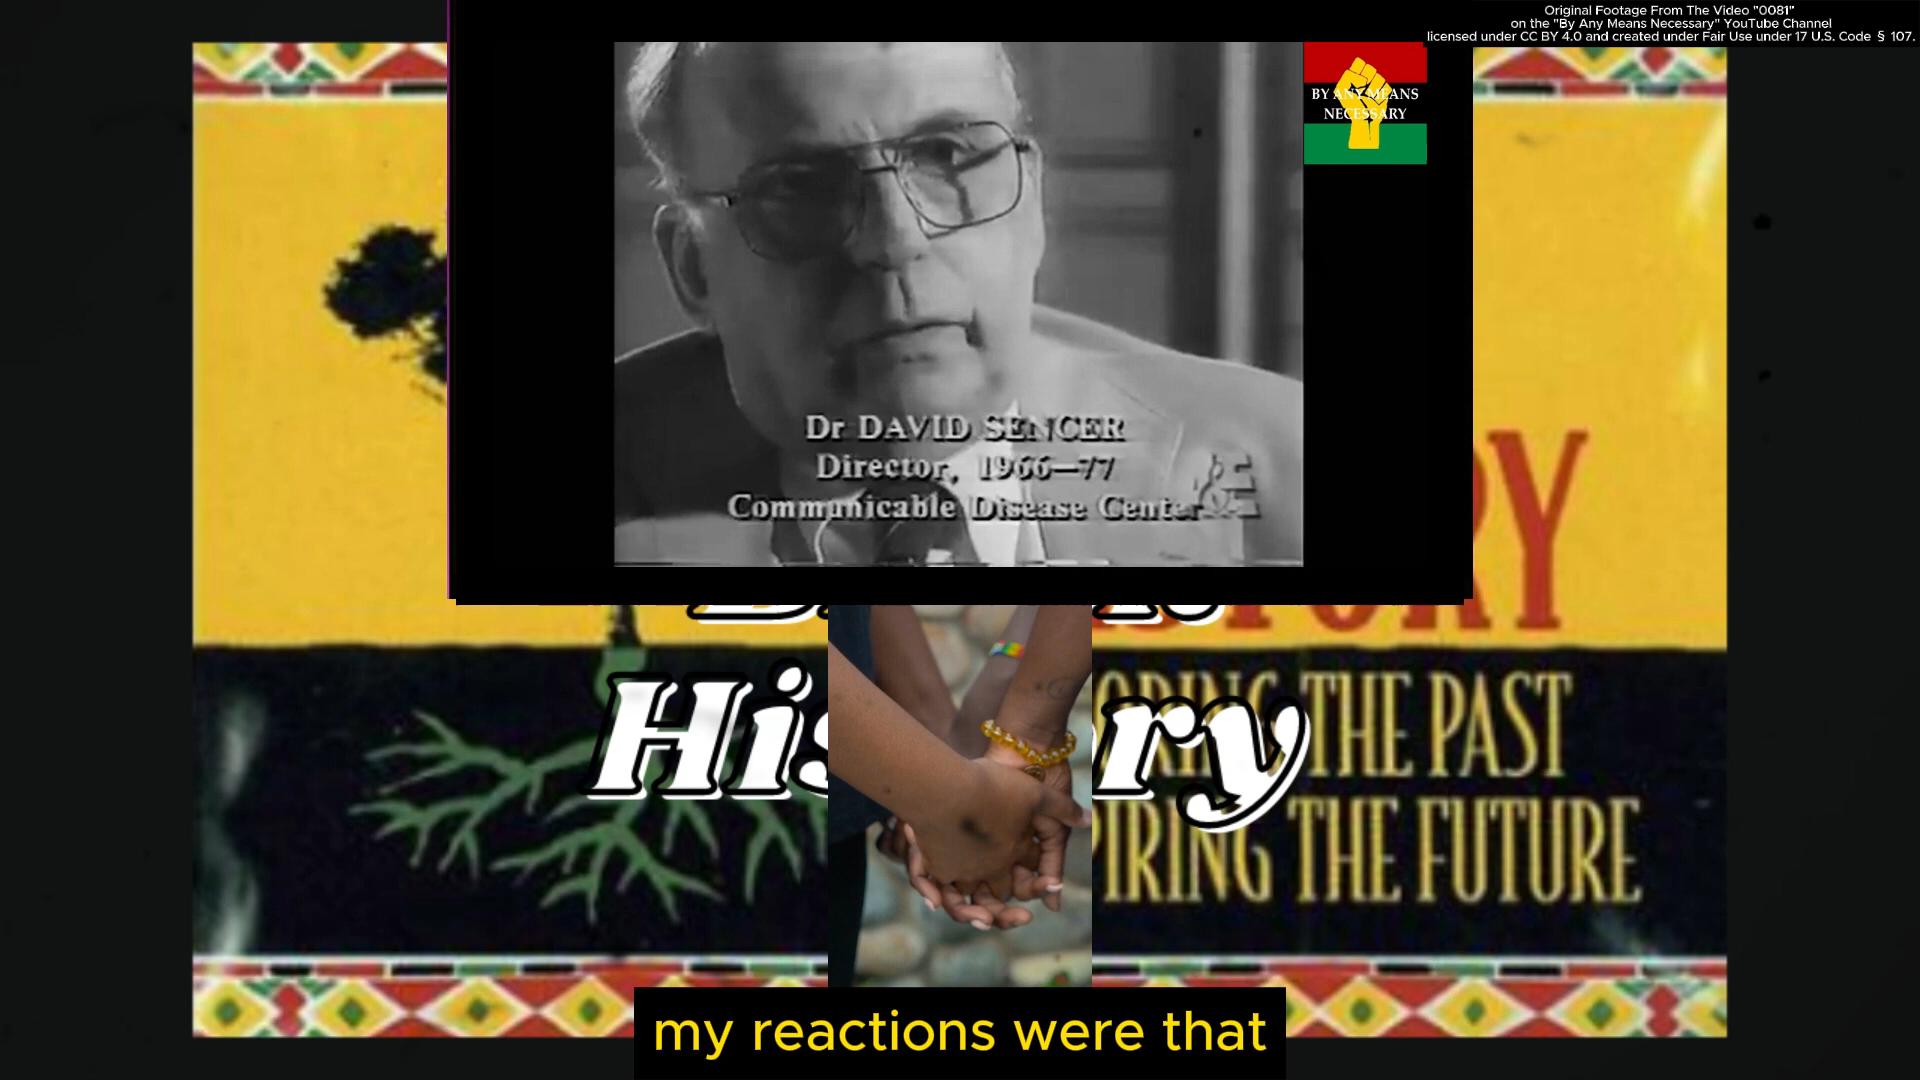 Original Footage From The Video "0081"
on the "By Any Means Necessary" YouTube Channel
licensed under CC BY 4.0 and created under Fair Use under 17 U.S. Code § 107.
BY ANY MEANS
NECESSARY
Dr DAVID SENCER
Director, 1966—77
Communicable Disease Center
THE PAST
THE FUTURE
my reactions were that